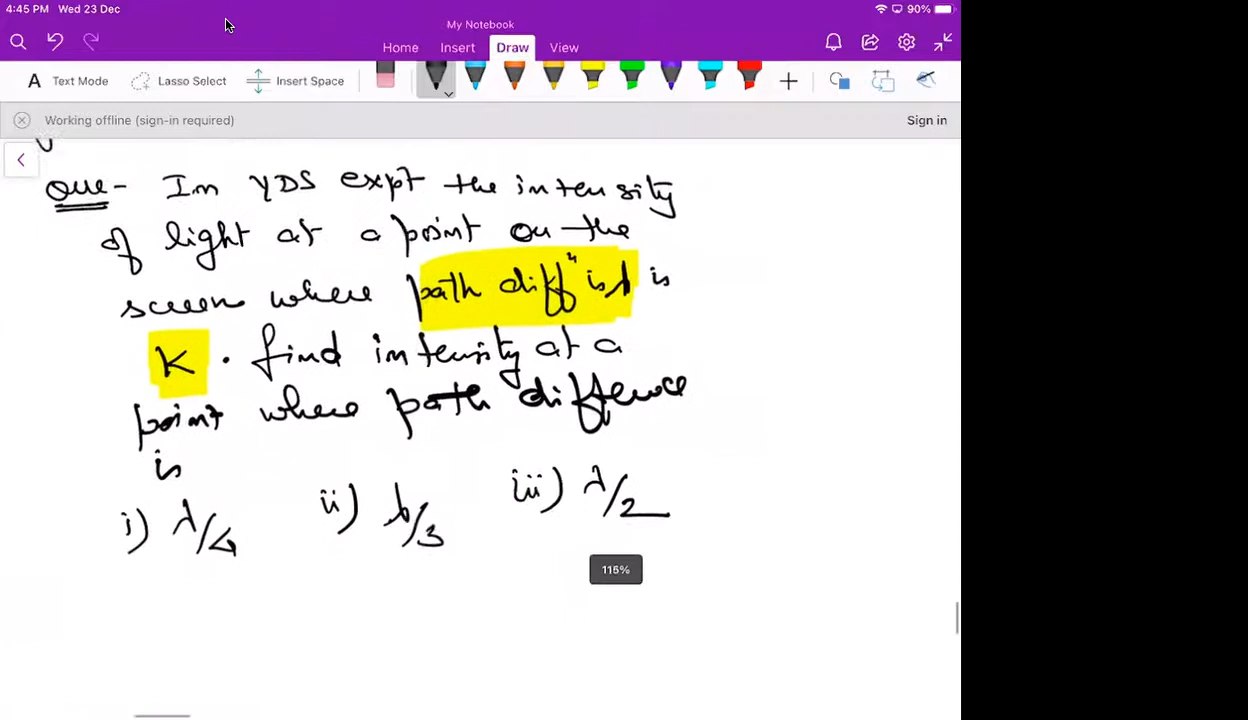 4:45 PM Wed 23 Dec
90%
My Notebook
Home Insert Draw View
A Text Mode Lasso Select Insert Space
Working offline (sign-in required) Sign in
Que - In YDS expt the intensity
of light at a point on the
screen where path diffn is λ is
K. find intensity at a
point where path difference
is
i) λ/4 ii) λ/3 iii) λ/2
115%